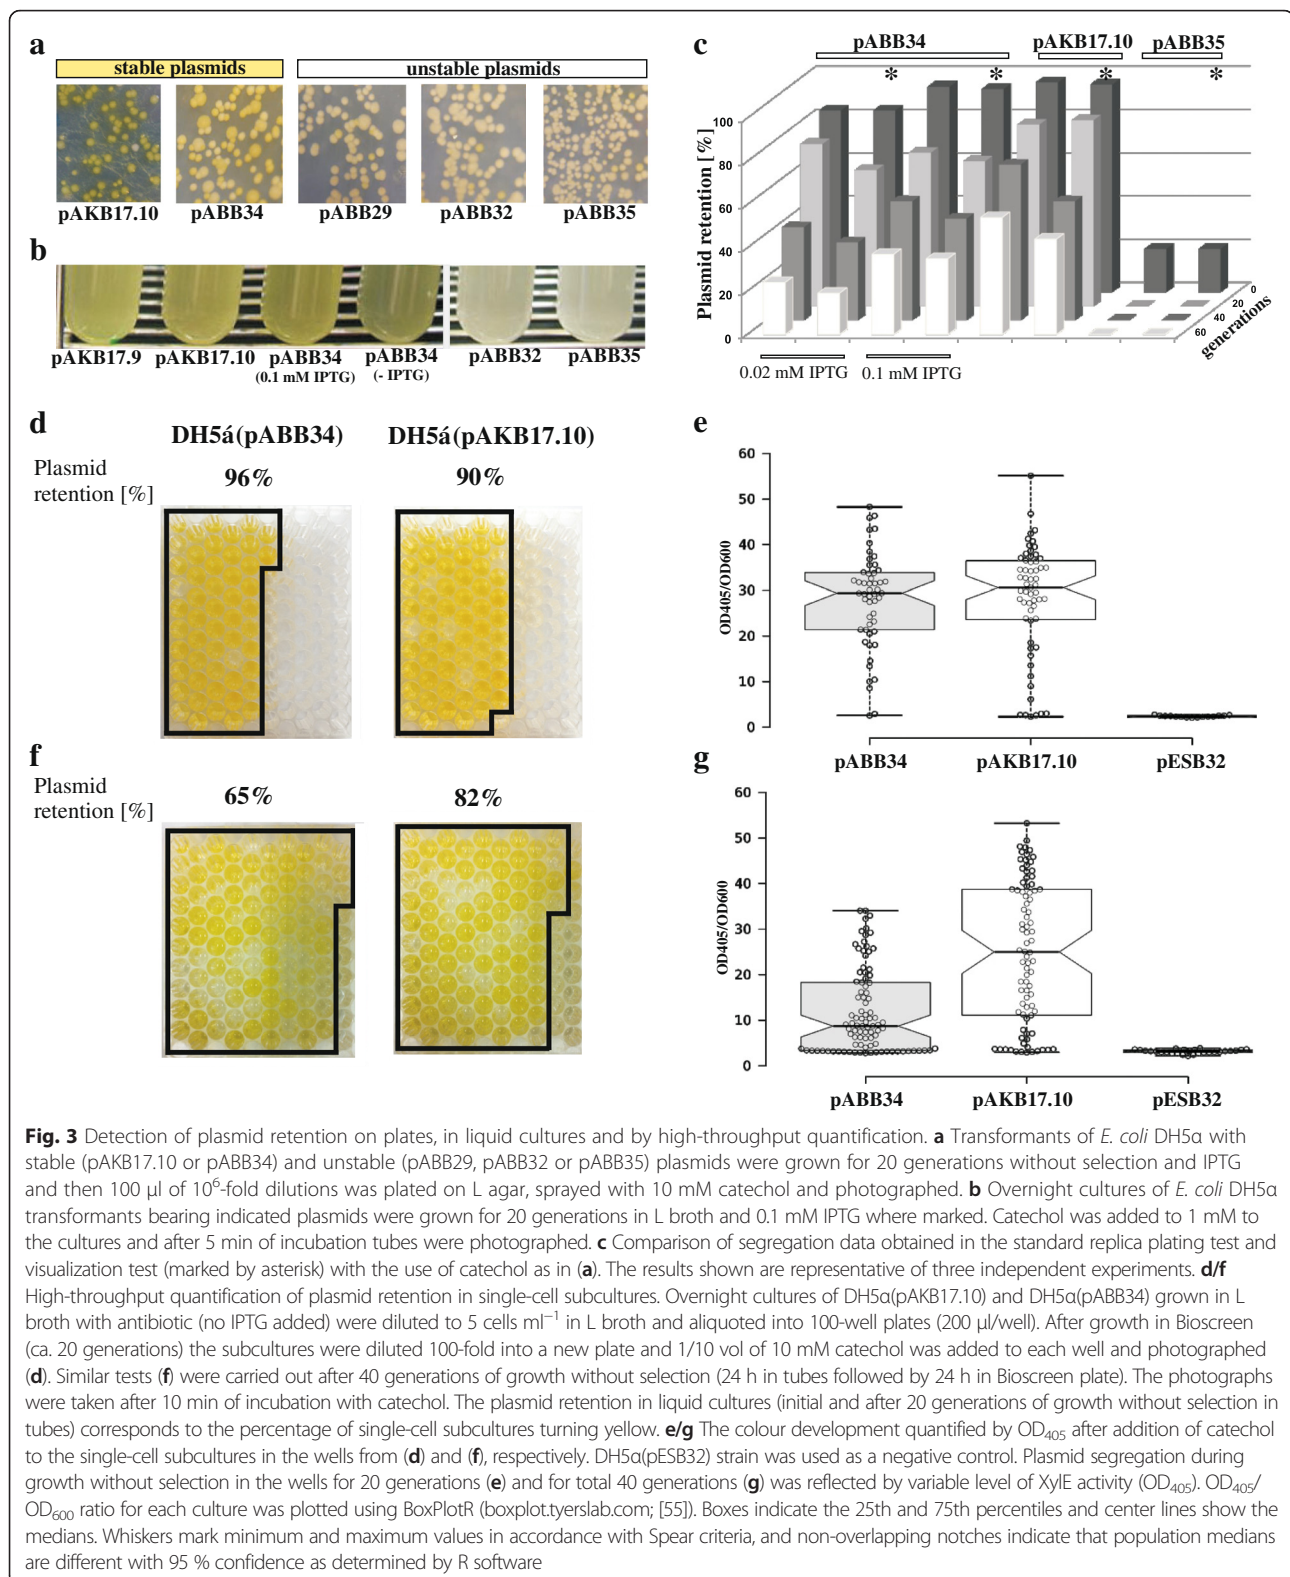 a
stable plasmids
unstable plasmids
pAKB17.10
pABB34
pABB29
pABB32
pABB35
b
pAKB17.9
pAKB17.10
pABB34
(0.1 mM IPTG)
pABB34
(- IPTG)
pABB32
pABB35
c
pABB34
pAKB17.10
pABB35
* * * *
Plasmid retention [%]
100
80
60
40
20
0
0
20
40
60
generations
0.02 mM IPTG
0.1 mM IPTG
d
DH5á(pABB34)
DH5á(pAKB17.10)
Plasmid
retention [%]
96%
90%
e
OD405/OD600
60
50
40
30
20
10
0
pABB34
pAKB17.10
pESB32
f
Plasmid
retention [%]
65%
82%
g
OD405/OD600
60
50
40
30
20
10
0
pABB34
pAKB17.10
pESB32
Fig. 3 Detection of plasmid retention on plates, in liquid cultures and by high-throughput quantification. a Transformants of E. coli DH5α with
stable (pAKB17.10 or pABB34) and unstable (pABB29, pABB32 or pABB35) plasmids were grown for 20 generations without selection and IPTG
and then 100 μl of 10⁶-fold dilutions was plated on L agar, sprayed with 10 mM catechol and photographed. b Overnight cultures of E. coli DH5α
transformants bearing indicated plasmids were grown for 20 generations in L broth and 0.1 mM IPTG where marked. Catechol was added to 1 mM to
the cultures and after 5 min of incubation tubes were photographed. c Comparison of segregation data obtained in the standard replica plating test and
visualization test (marked by asterisk) with the use of catechol as in (a). The results shown are representative of three independent experiments. d/f
High-throughput quantification of plasmid retention in single-cell subcultures. Overnight cultures of DH5α(pAKB17.10) and DH5α(pABB34) grown in L
broth with antibiotic (no IPTG added) were diluted to 5 cells ml⁻¹ in L broth and aliquoted into 100-well plates (200 μl/well). After growth in Bioscreen
(ca. 20 generations) the subcultures were diluted 100-fold into a new plate and 1/10 vol of 10 mM catechol was added to each well and photographed
(d). Similar tests (f) were carried out after 40 generations of growth without selection (24 h in tubes followed by 24 h in Bioscreen plate). The photographs
were taken after 10 min of incubation with catechol. The plasmid retention in liquid cultures (initial and after 20 generations of growth without selection in
tubes) corresponds to the percentage of single-cell subcultures turning yellow. e/g The colour development quantified by OD₄₀₅ after addition of catechol
to the single-cell subcultures in the wells from (d) and (f), respectively. DH5α(pESB32) strain was used as a negative control. Plasmid segregation during
growth without selection in the wells for 20 generations (e) and for total 40 generations (g) was reflected by variable level of XylE activity (OD₄₀₅). OD₄₀₅/
OD₆₀₀ ratio for each culture was plotted using BoxPlotR (boxplot.tyerslab.com; [55]). Boxes indicate the 25th and 75th percentiles and center lines show the
medians. Whiskers mark minimum and maximum values in accordance with Spear criteria, and non-overlapping notches indicate that population medians
are different with 95 % confidence as determined by R software